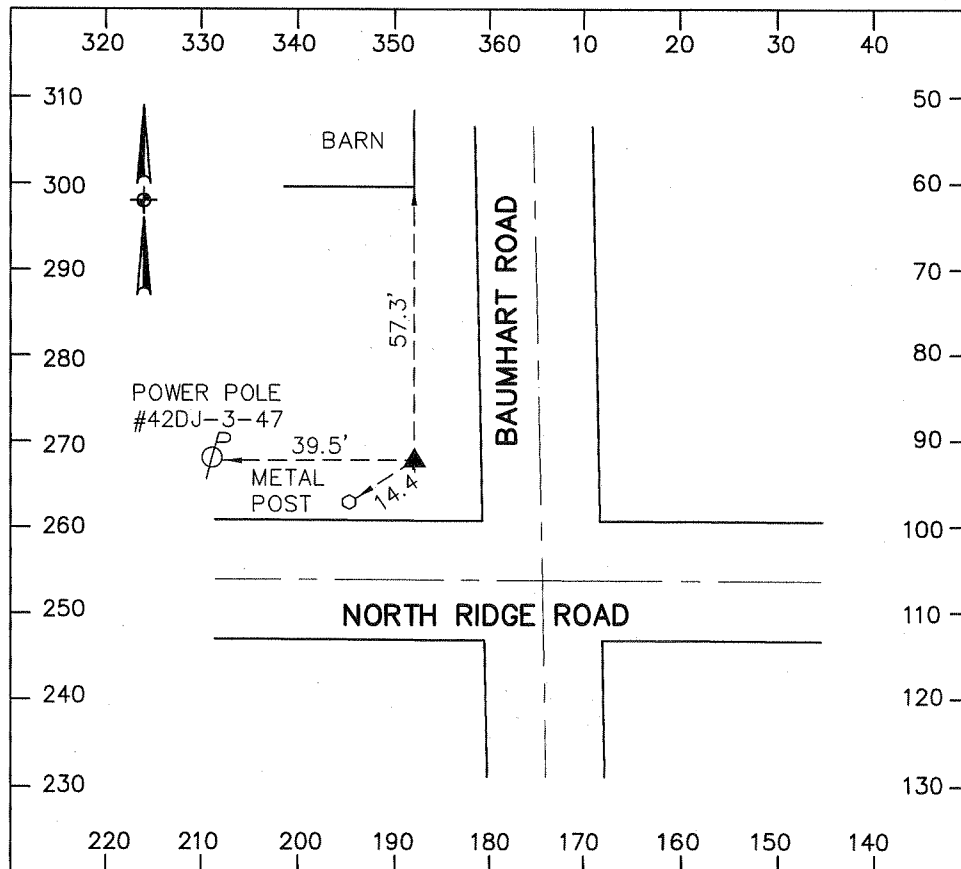 320 330 340 352 360 10 20 30 40
310 50
BARN
300 60
290 70
BAUMHART ROAD
57.3'
280 80
POWER POLE
#42DJ-3-47
P
270 39.5' 90
METAL
POST
14.4'
260 100
250 110
NORTH RIDGE ROAD
240 120
230 130
220 210 200 190 180 170 160 150 140